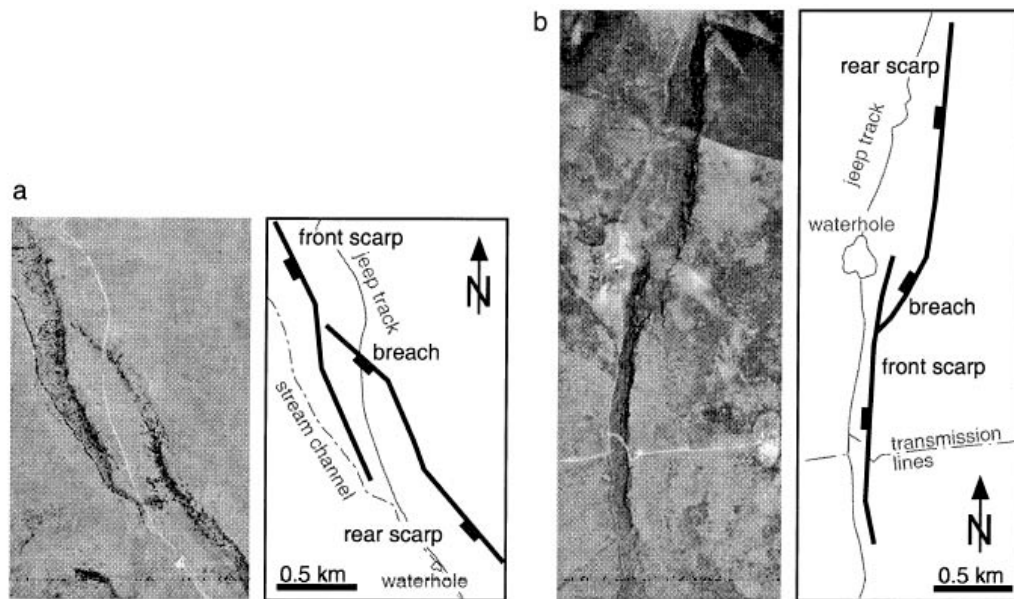 a
front scarp
jeep track
N
breach
stream channel
rear scarp
0.5 km
waterhole
b
rear scarp
jeep track
waterhole
breach
front scarp
transmission
lines
N
0.5 km